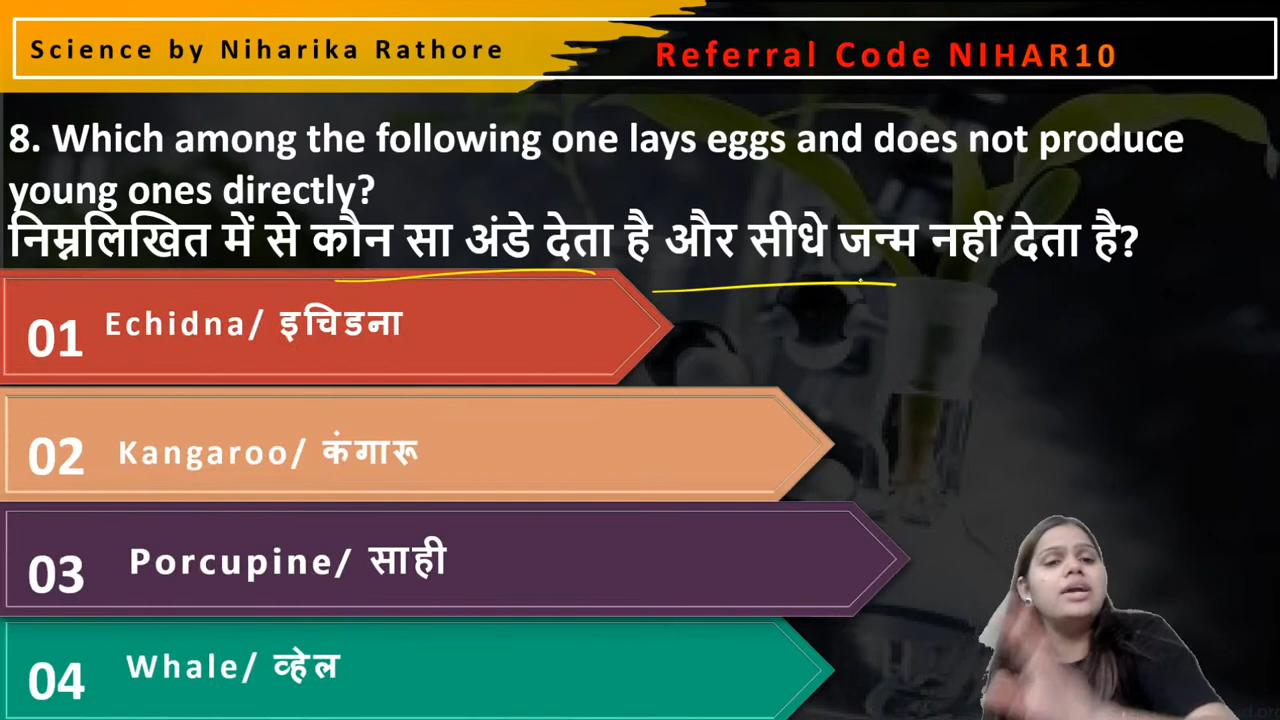 Science by Niharika Rathore
Referral Code NIHAR10
8. Which among the following one lays eggs and does not produce
young ones directly?
निम्नलिखित में से कौन सा अंडे देता है और सीधे जन्म नहीं देता है?
01 Echidna/ इचिडना
02 Kangaroo/ कंगारू
03 Porcupine/ साही
04 Whale/ व्हेल